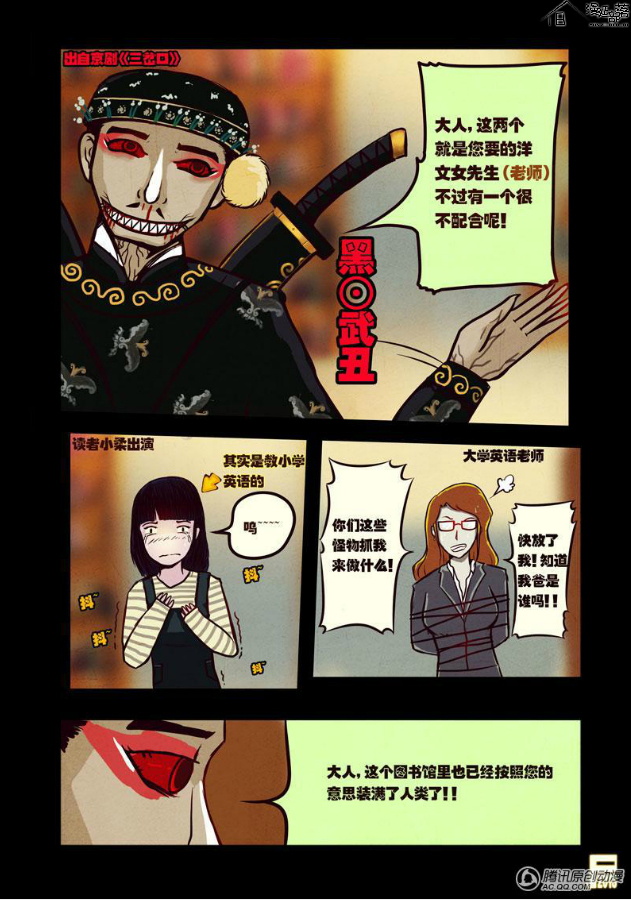 漫征部落
出自京剧《三岔口》
大人，这两个
就是您要的洋
文女先生（老师）
不过有一个很
不配合呢！
黑◎武丑
读者小柔出演
其实是教小学
英语的
呜~~~~
抖~
抖~
抖~
抖~
大学英语老师
你们这些
怪物抓我
来做什么！
快放了
我！知道
我爸是
谁吗！！
大人，这个图书馆里也已经按照您的
意思装满了人类了！！
腾讯原创动漫
AC.QQ.COM